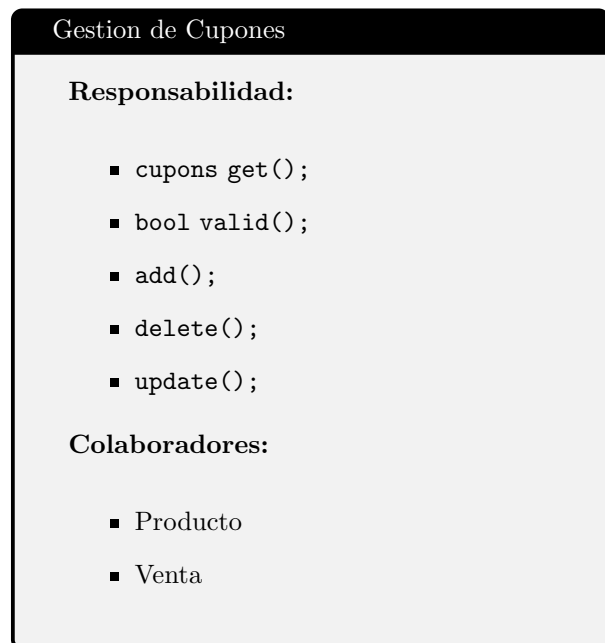 Gestion de Cupones
Responsabilidad:
cupons get();
bool valid();
add();
delete();
update();
Colaboradores:
Producto
Venta